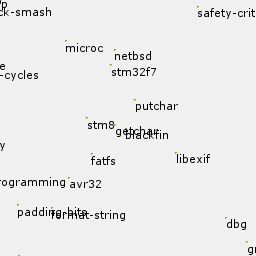 ck-smash
safety-crit
microc
netbsd
stm32f7
-cycles
putchar
stm8
getchar
blackfin
fatfs
libexif
rogramming
avr32
padding-bits
format-string
dbg